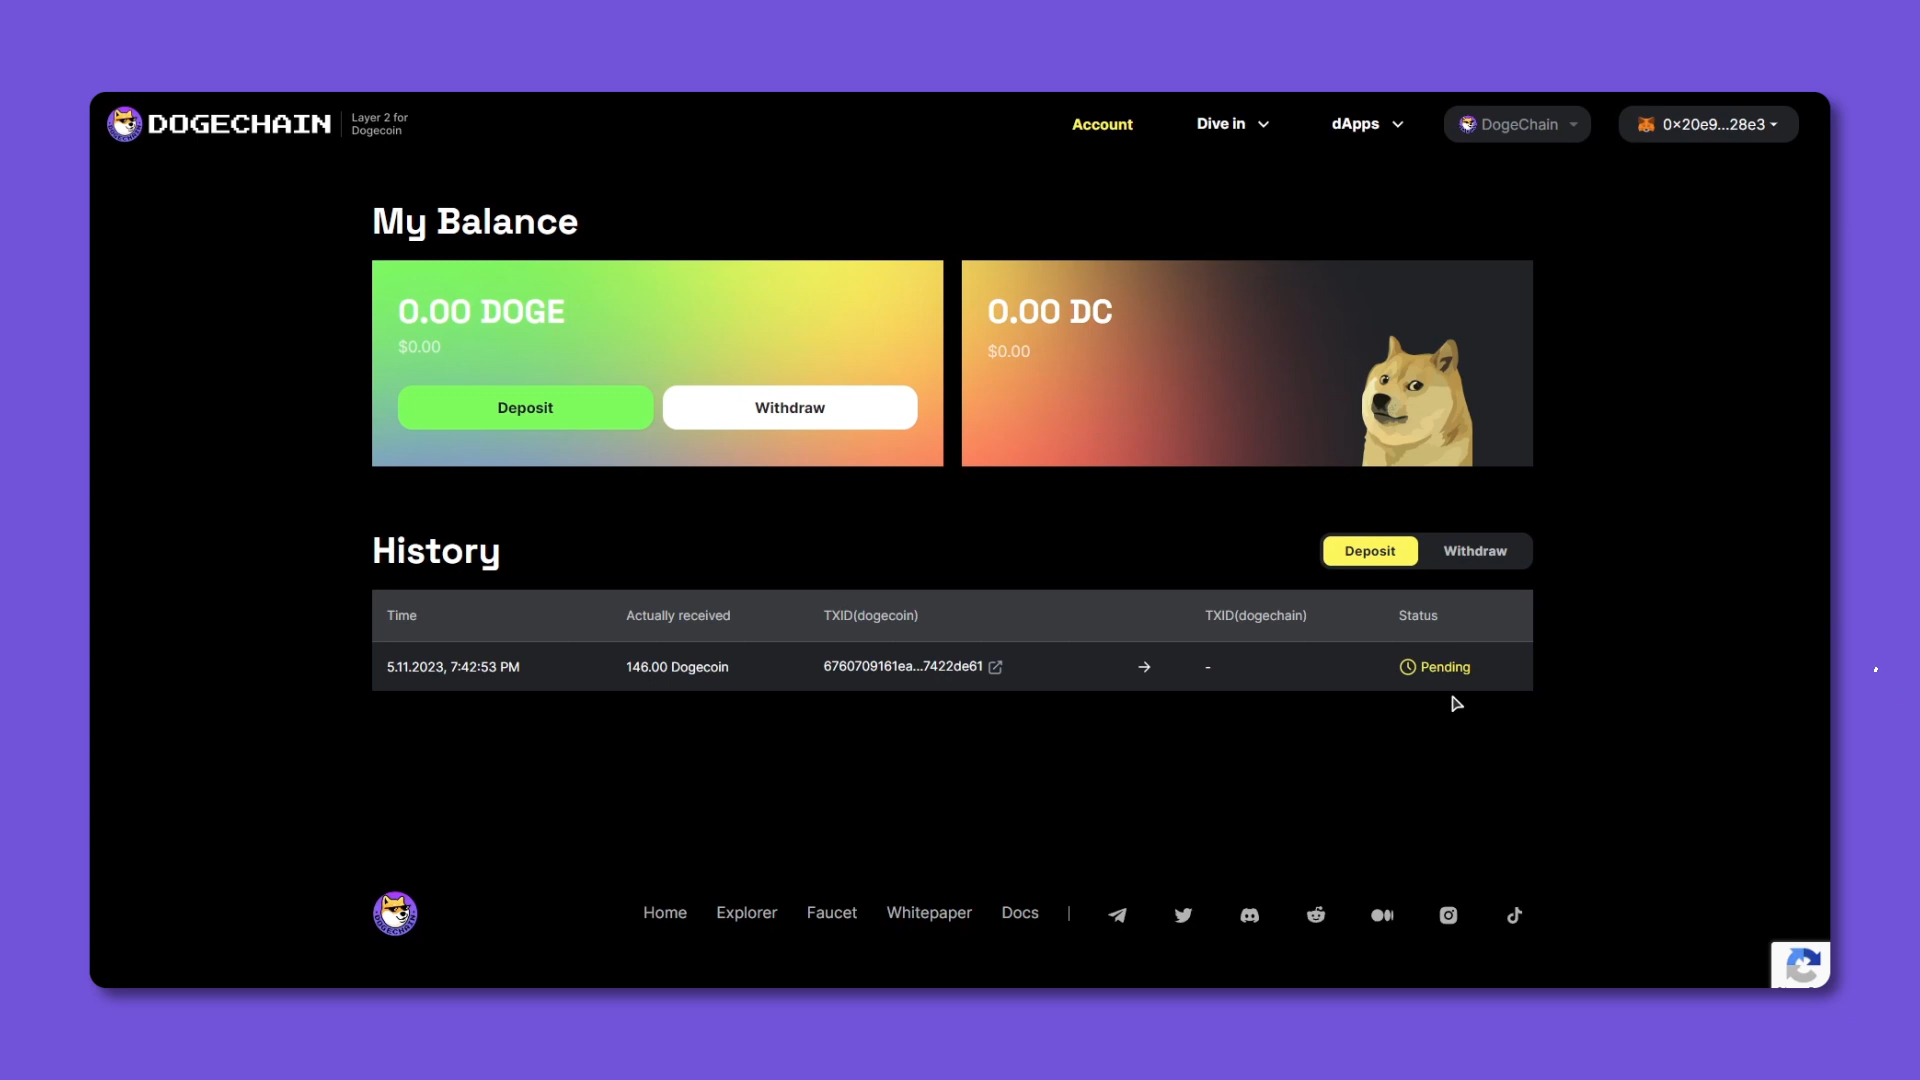 DOGECHAIN
Layer 2 for
Dogecoin
Account
Dive in
dApps
DogeChain
0×20e9...28e3
My Balance
0.00 DOGE
$0.00
Deposit
Withdraw
0.00 DC
$0.00
History
Deposit
Withdraw
Time
Actually received
TXID(dogecoin)
TXID(dogechain)
Status
5.11.2023, 7:42:53 PM
146.00 Dogecoin
6760709161ea...7422de61
→
-
Pending
Home
Explorer
Faucet
Whitepaper
Docs
|